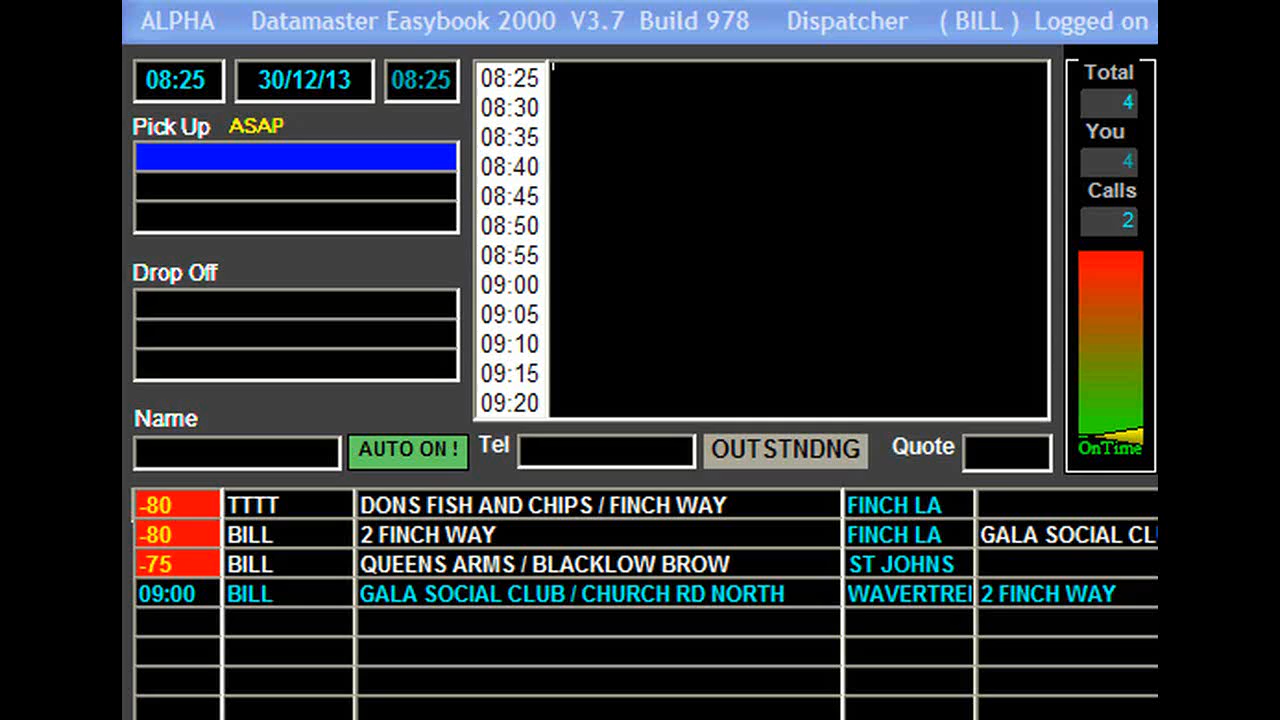 ALPHA Datamaster Easybook 2000 V3.7 Build 978 Dispatcher ( BILL ) Logged on
08:25 30/12/13 08:25
Pick Up ASAP
Drop Off
Name
AUTO ON !
08:25
08:30
08:35
08:40
08:45
08:50
08:55
09:00
09:05
09:10
09:15
09:20
Tel OUTSTNDNG Quote
Total
4
You
4
Calls
2
OnTime
-80 TTTT DONS FISH AND CHIPS / FINCH WAY FINCH LA
-80 BILL 2 FINCH WAY FINCH LA GALA SOCIAL CL
-75 BILL QUEENS ARMS / BLACKLOW BROW ST JOHNS
09:00 BILL GALA SOCIAL CLUB / CHURCH RD NORTH WAVERTREE 2 FINCH WAY